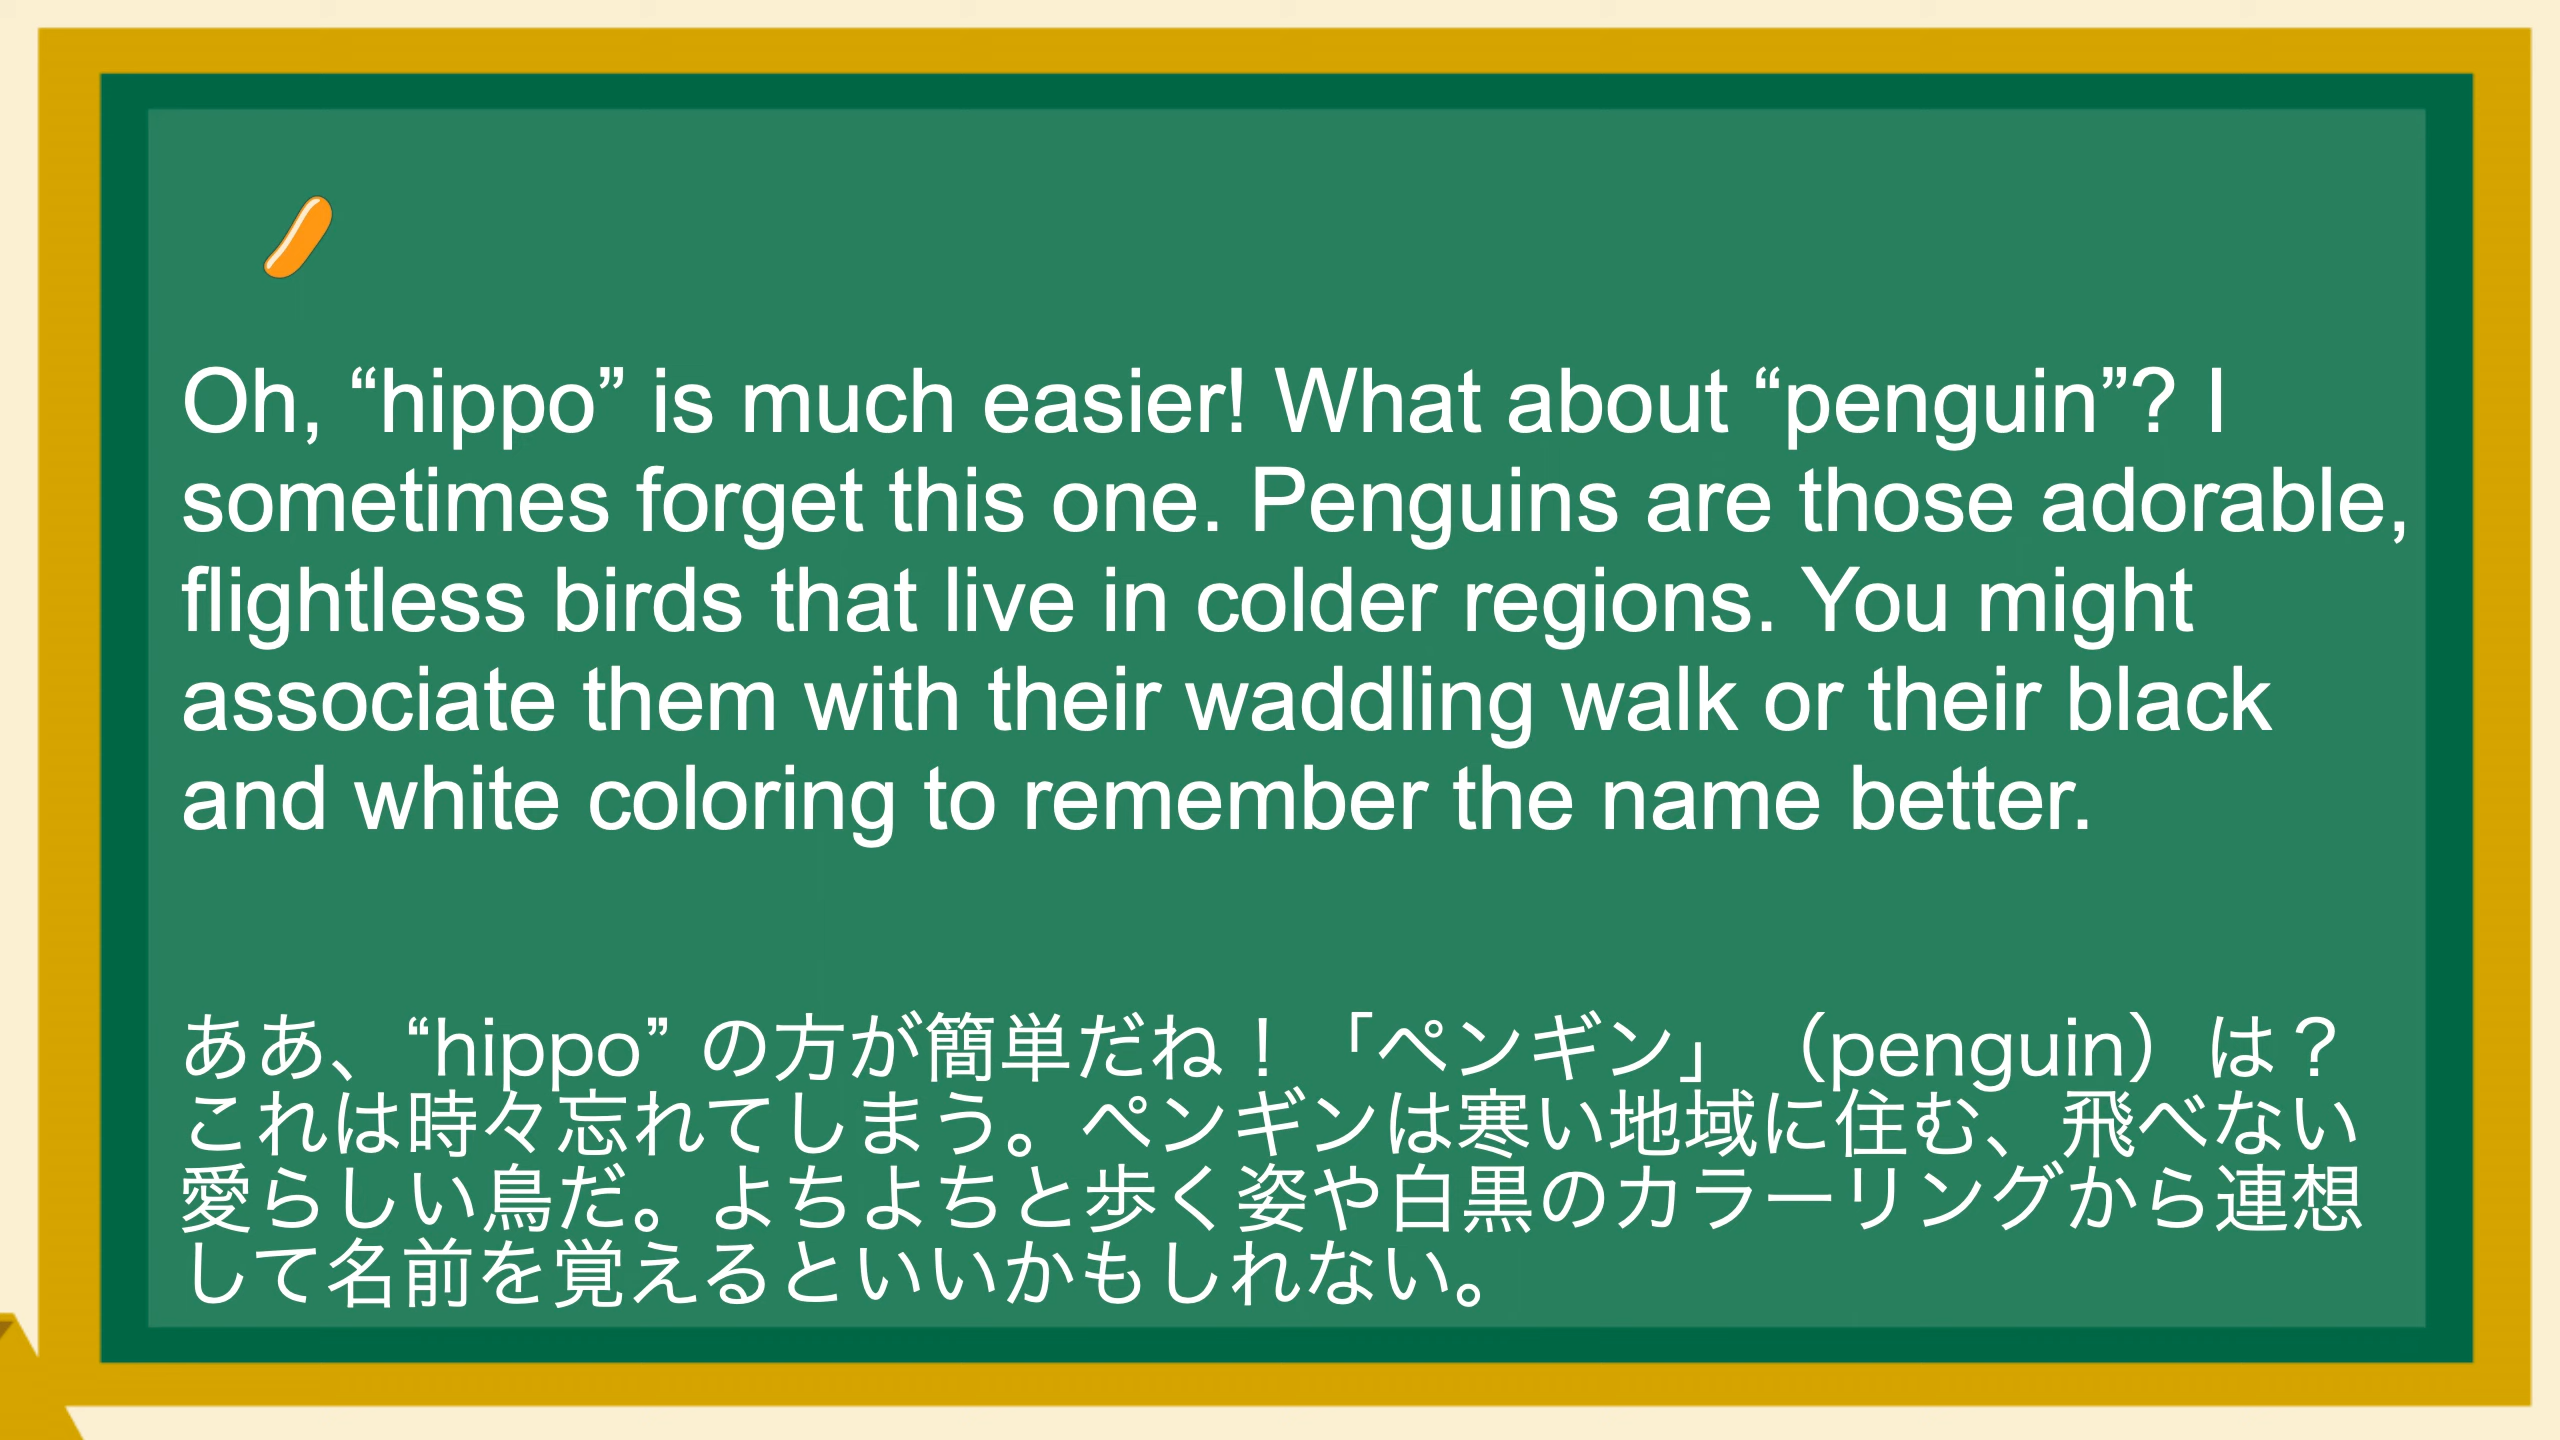 Oh, “hippo” is much easier! What about “penguin”? I
sometimes forget this one. Penguins are those adorable,
flightless birds that live in colder regions. You might
associate them with their waddling walk or their black
and white coloring to remember the name better.
ああ、“hippo” の方が簡単だね！「ペンギン」（penguin）は？
これは時々忘れてしまう。ペンギンは寒い地域に住む、飛べない
愛らしい鳥だ。よちよちと歩く姿や白黒のカラーリングから連想
して名前を覚えるといいかもしれない。